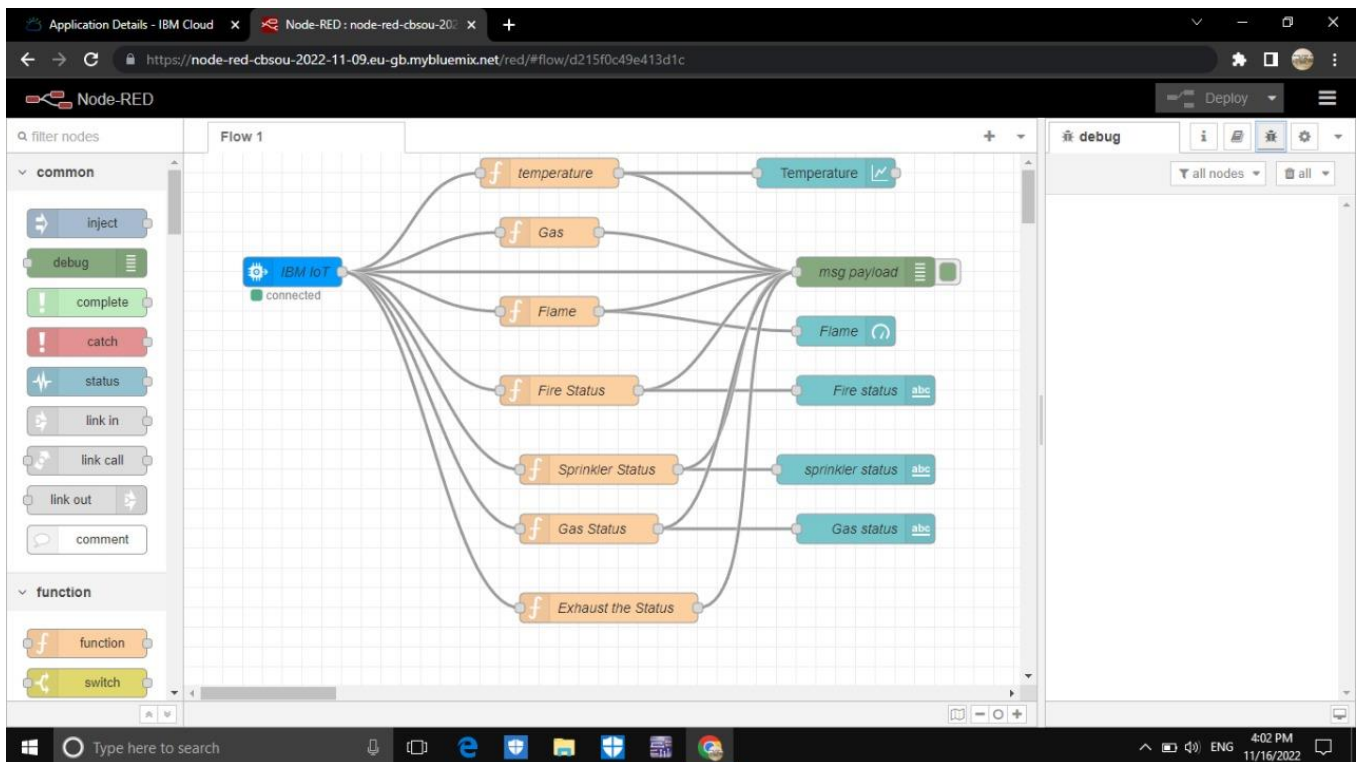 Application Details - IBM Cloud
Node-RED : node-red-cbsou-202
https://node-red-cbsou-2022-11-09.eu-gb.mybluemix.net/red/#flow/d215f0c49e413d1c
Node-RED
Deploy
filter nodes
Flow 1
debug
i
all nodes
all
common
inject
debug
complete
catch
status
link in
link call
link out
comment
function
function
switch
temperature
Temperature
Gas
IBM IoT
connected
msg payload
Flame
Flame
Fire Status
Fire status
abc
Sprinkler Status
sprinkler status
abc
Gas Status
Gas status
abc
Exhaust the Status
Type here to search
ENG
4:02 PM
11/16/2022